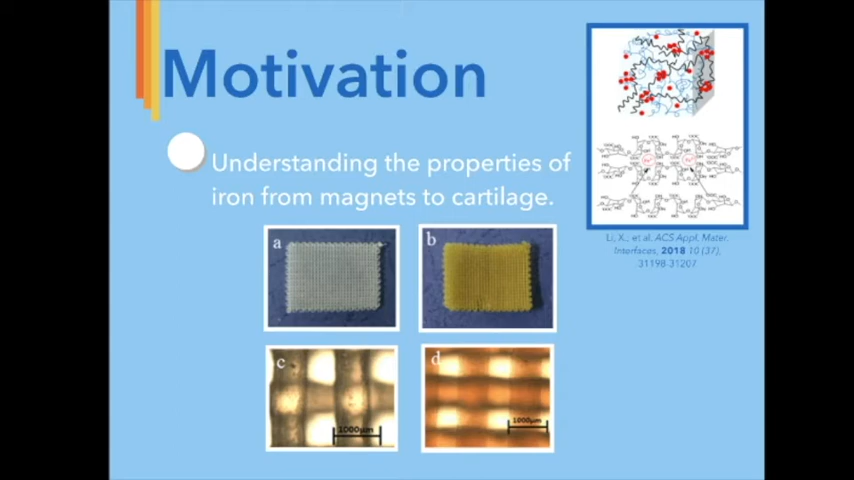 Motivation
Understanding the properties of
iron from magnets to cartilage.
a
b
c
1000μm
d
1000μm
Li, X., et al. ACS Appl. Mater.
Interfaces, 2018 10 (37),
31198-31207